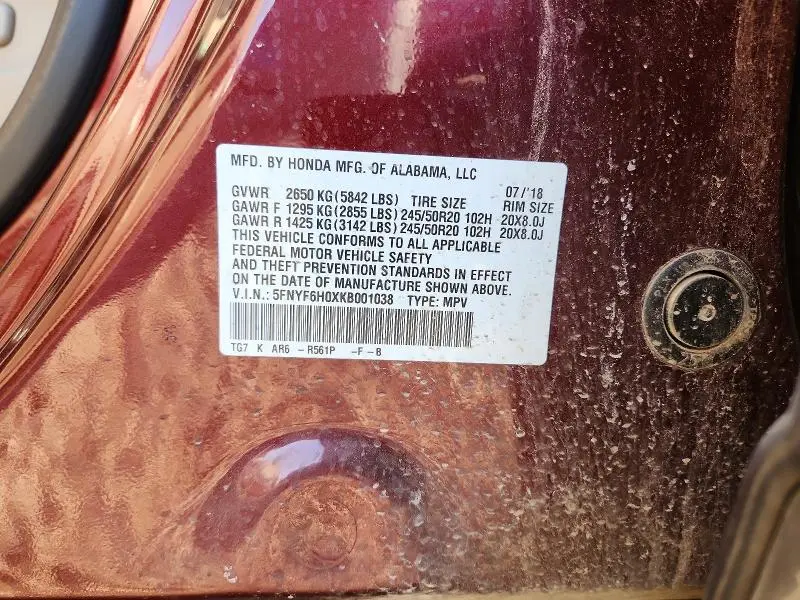 MFD. BY HONDA MFG. OF ALABAMA, LLC
07/'18
GVWR 2650 KG(5842 LBS) TIRE SIZE RIM SIZE
GAWR F 1295 KG(2855 LBS)245/50R20 102H 20X8.0J
GAWR R 1425 KG(3142 LBS)245/50R20 102H 20X8.0J
THIS VEHICLE CONFORMS TO ALL APPLICABLE
FEDERAL MOTOR VEHICLE SAFETY
AND THEFT PREVENTION STANDARDS IN EFFECT
ON THE DATE OF MANUFACTURE SHOWN ABOVE.
V.I.N.: 5FNYF6H0XKB001038 TYPE: MPV
TG7 K AR6 -R561P -F-B